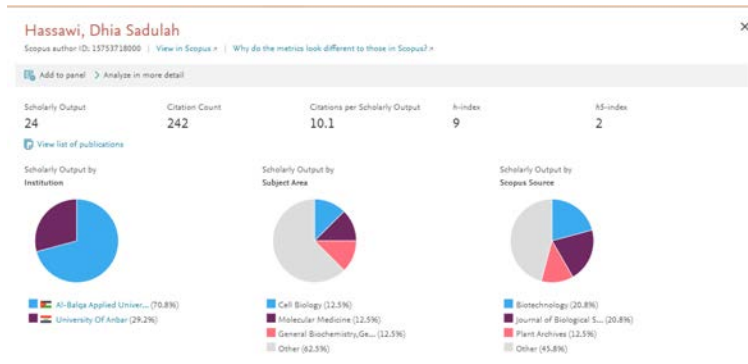 Hassawi, Dhia Sadulah
Scopus author ID: 15753718000 | View in Scopus | Why do the metrics look different to those in Scopus?
Add to panel > Analyze in more detail
Scholarly Output Citation Count Citations per Scholarly Output h-index h5-index
24 242 10.1 9 2
View list of publications
Scholarly Output by Scholarly Output by Scholarly Output by
Institution Subject Area Scopus Source
Al-Balqa Applied Univer... (70.8%) Cell Biology (12.5%) Biotechnology (20.8%)
University Of Anbar (29.2%) Molecular Medicine (12.5%) Journal of Biological S... (20.8%)
General Biochemistry,Ge... (12.5%) Plant Archives (12.5%)
Other (62.5%) Other (45.8%)